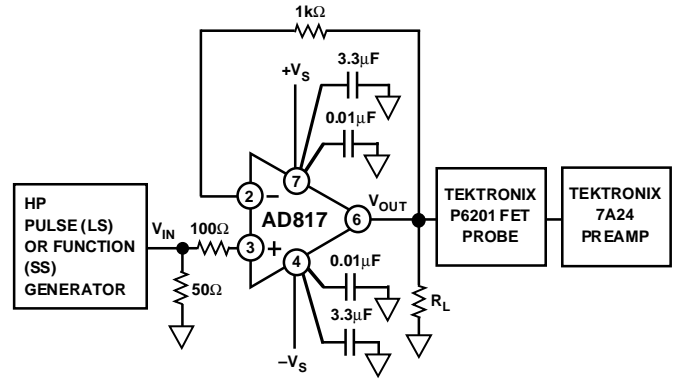 1kΩ
3.3µF
+VS
0.01µF
HP
PULSE (LS)
OR FUNCTION
(SS)
GENERATOR
VIN
100Ω
50Ω
2
−
3
+
7
AD817
4
6
VOUT
TEKTRONIX
P6201 FET
PROBE
TEKTRONIX
7A24
PREAMP
0.01µF
3.3µF
−VS
RL